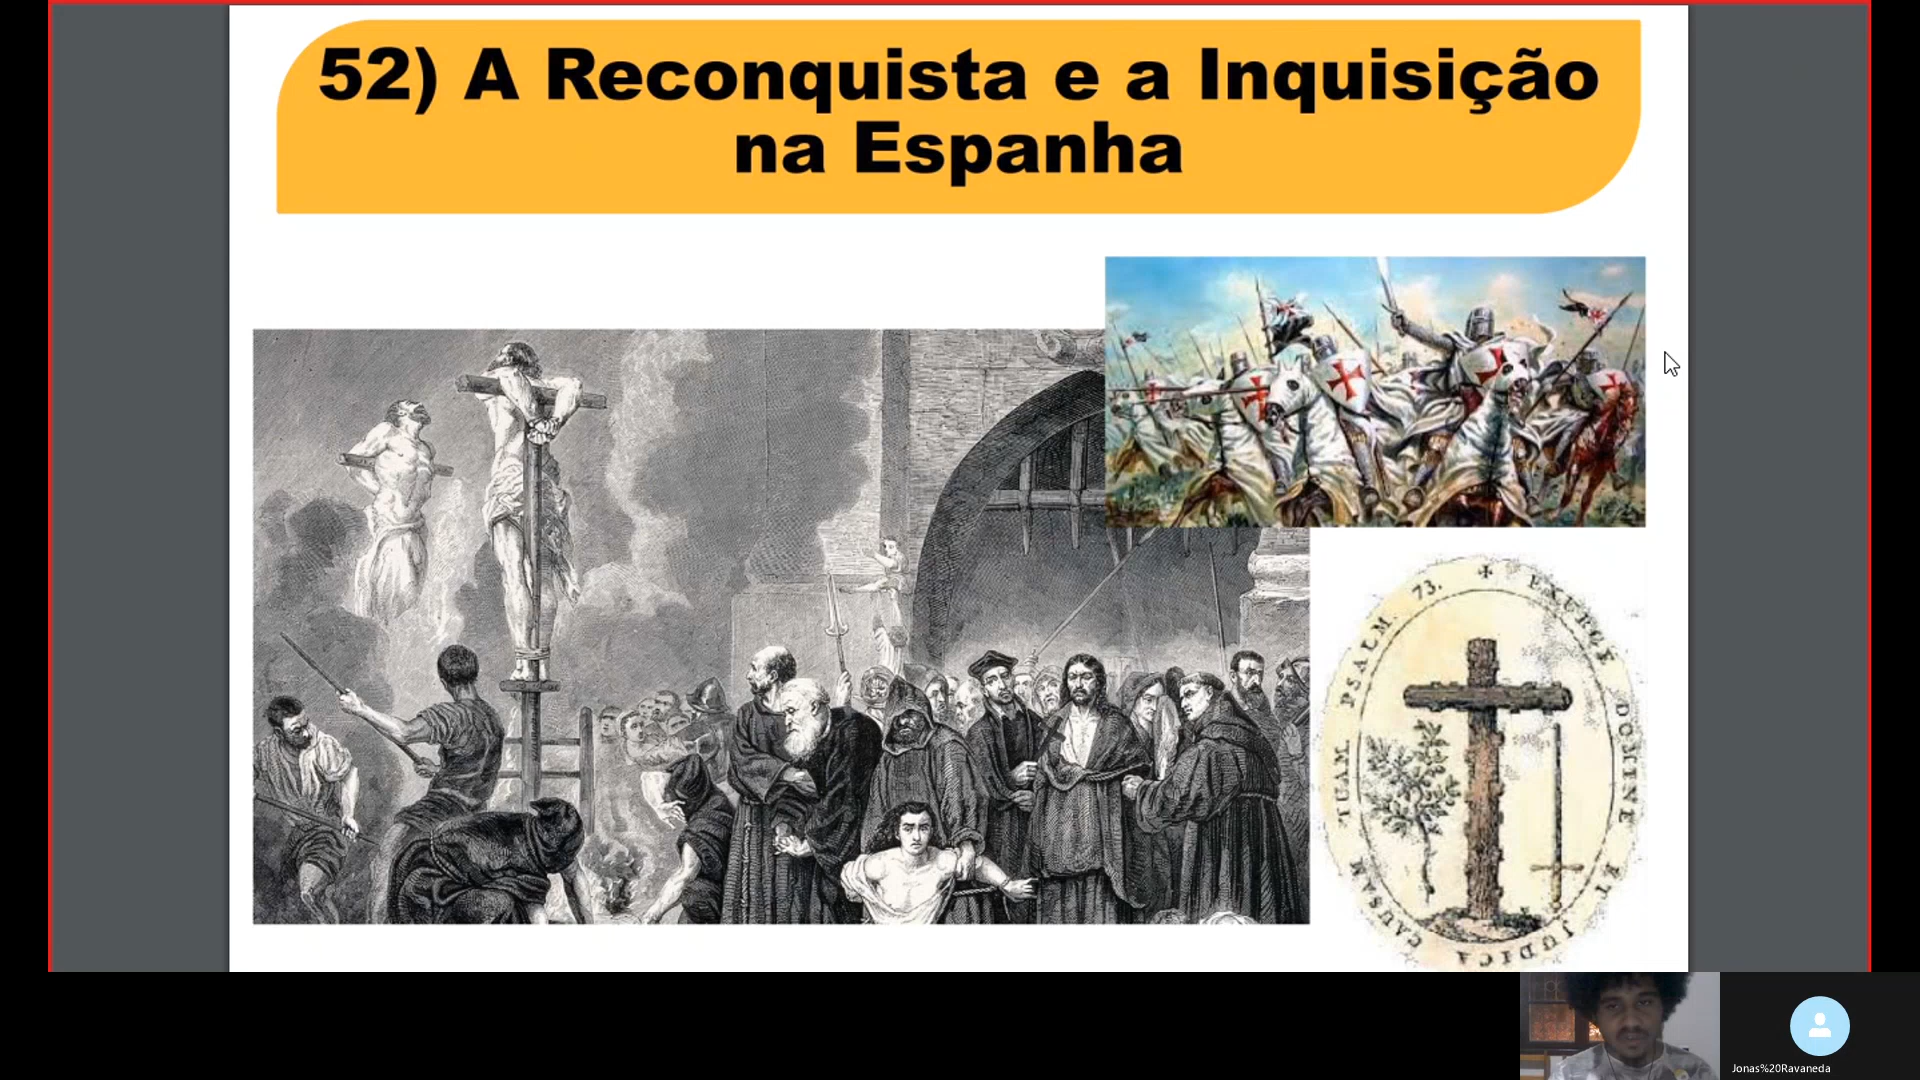 52) A Reconquista e a Inquisição
na Espanha
✠ EXURGE DOMINE ET JUDICA CAUSAM TUAM. PSALM. 73.
Jonas%20Ravaneda